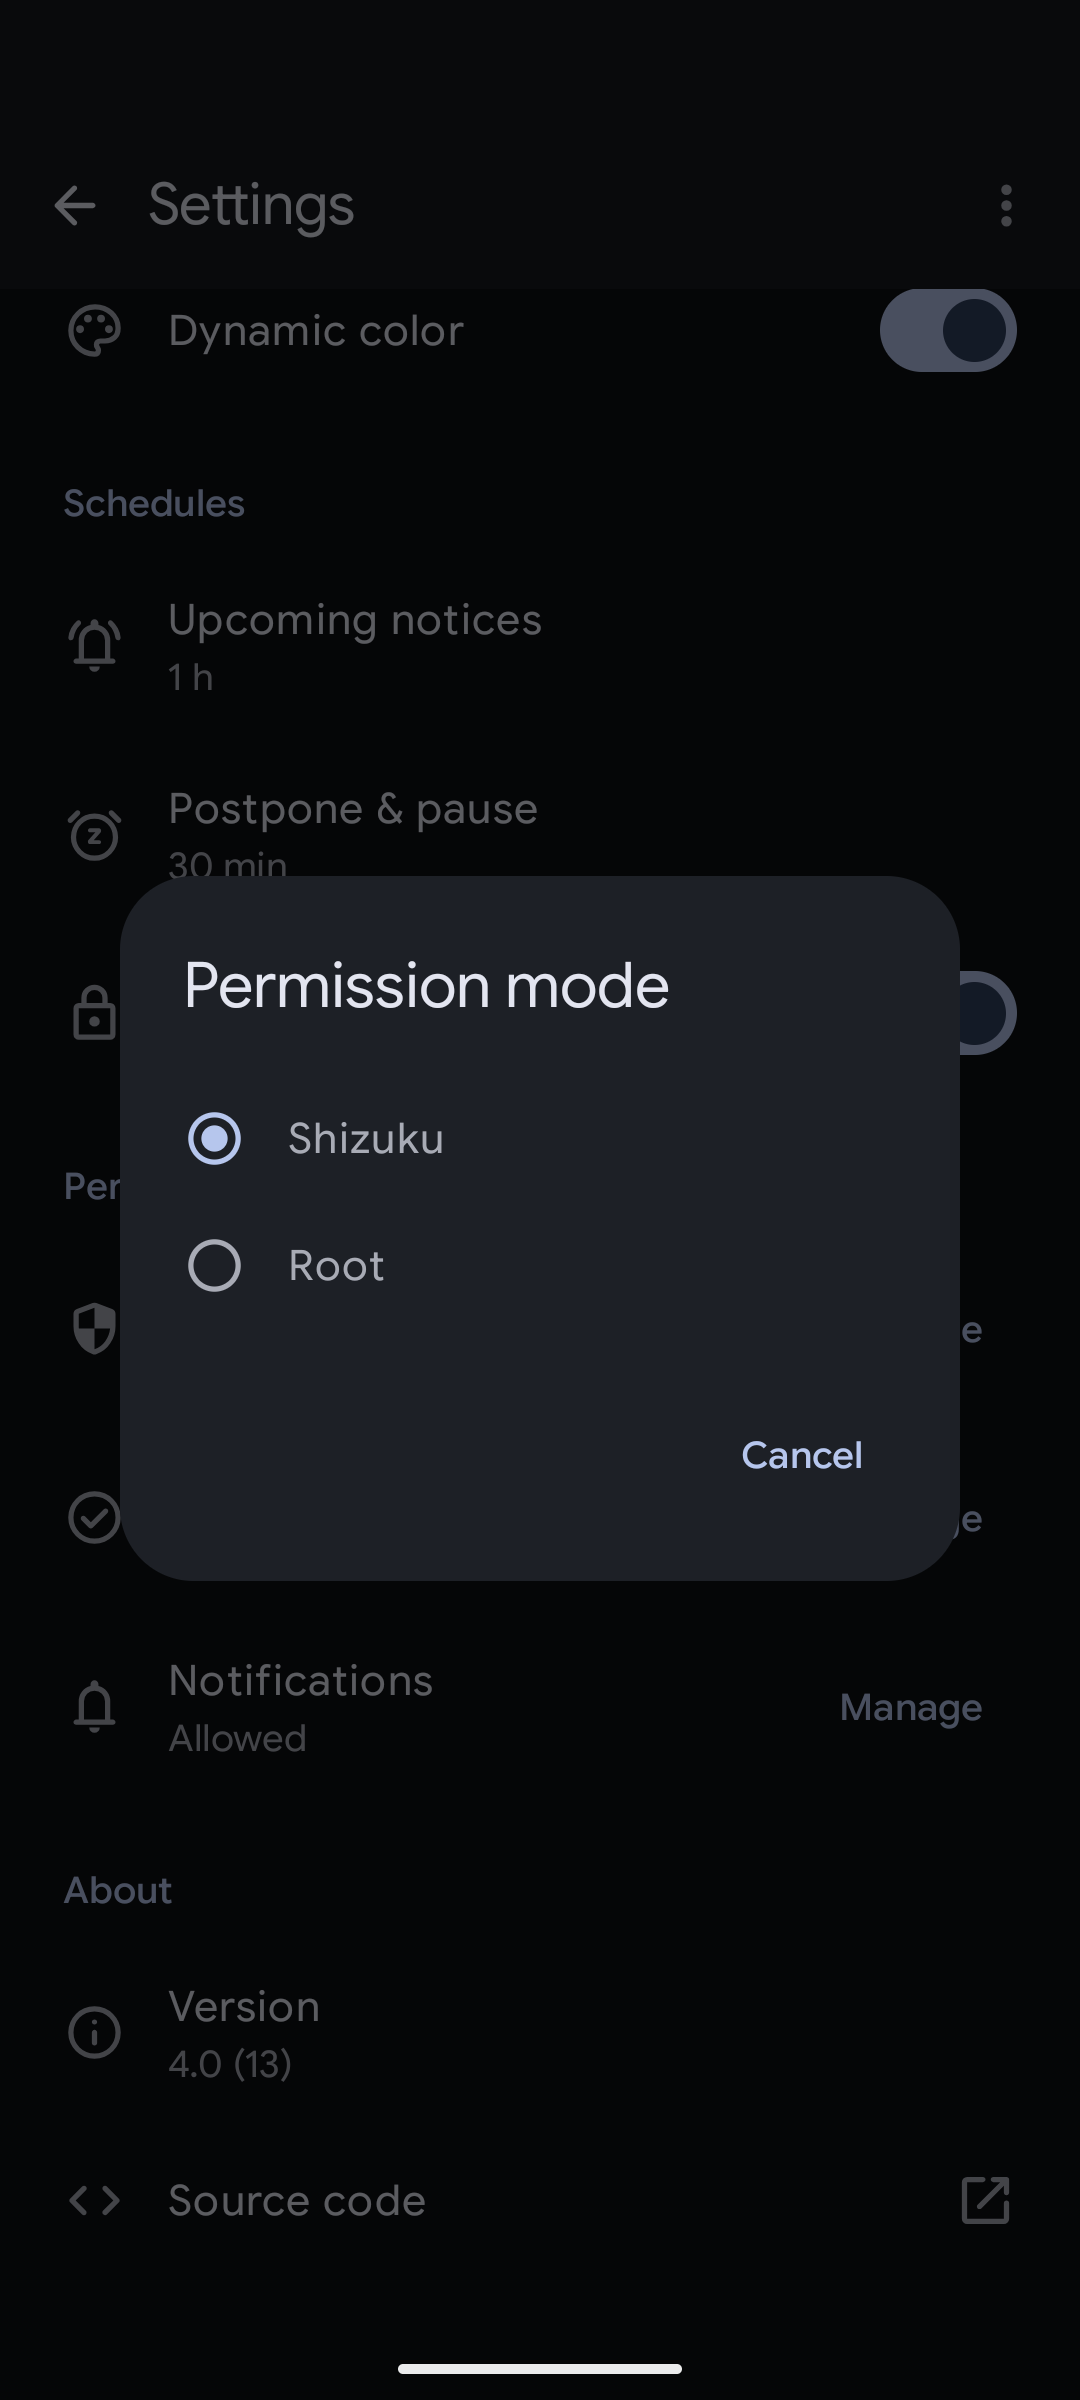 Settings
Dynamic color
Schedules
Upcoming notices
1 h
Postpone & pause
30 min
Permission mode
Shizuku
Root
Cancel
Notifications
Allowed
Manage
About
Version
4.0 (13)
Source code